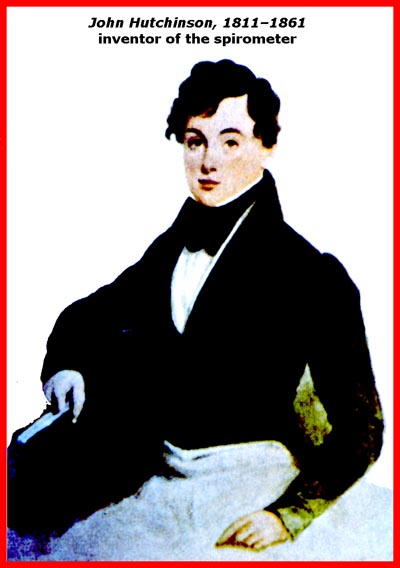 John Hutchinson, 1811–1861
inventor of the spirometer